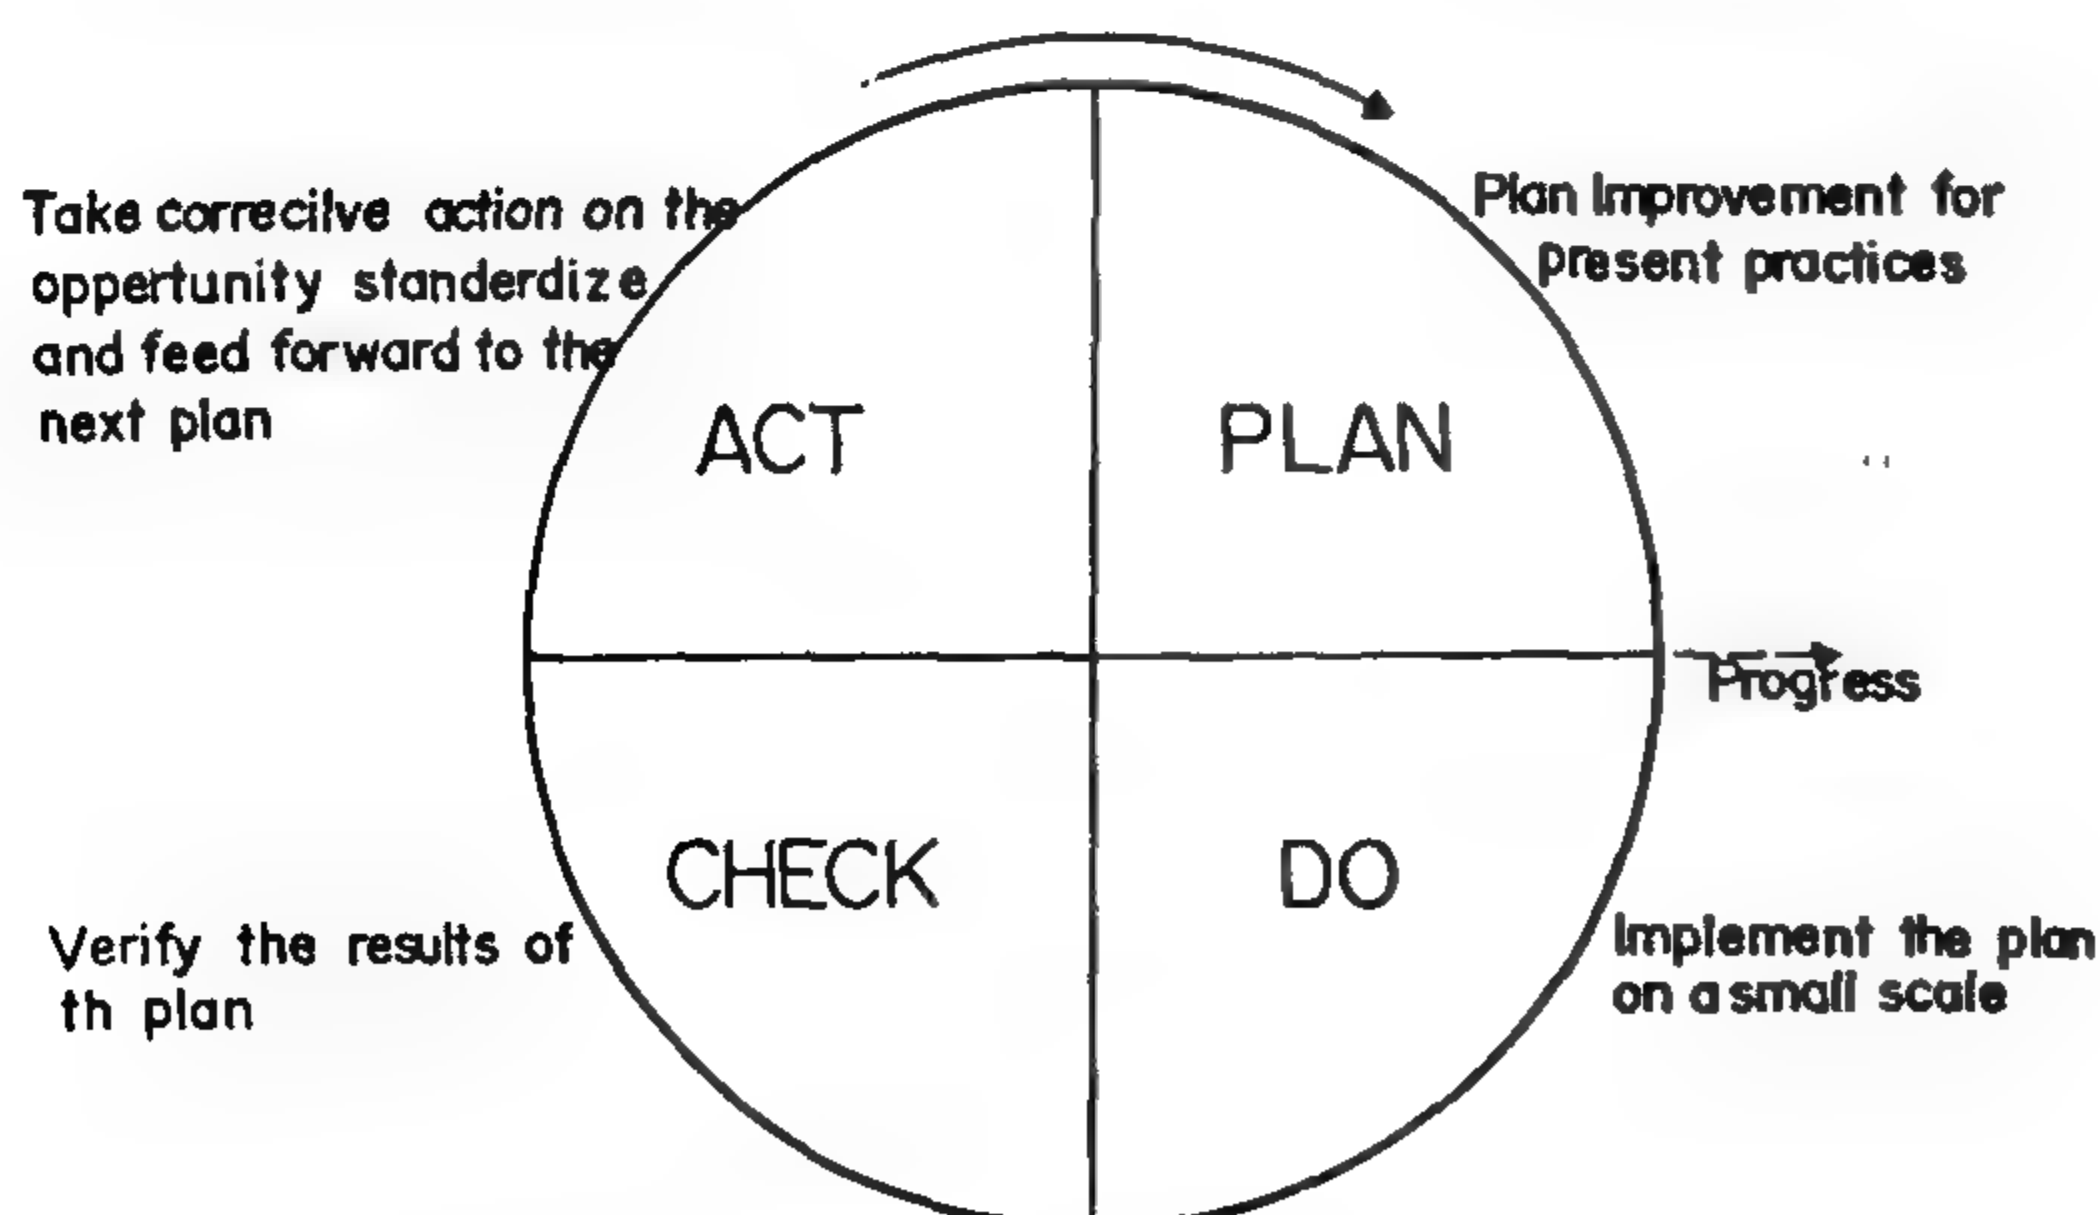 Take correcilve action on the
oppertunity standerdize
and feed forward to the
next plan
Plan Improvement for
present practices
ACT
PLAN
Progress
CHECK
DO
Verify the results of
th plan
Implement the plan
on a small scale